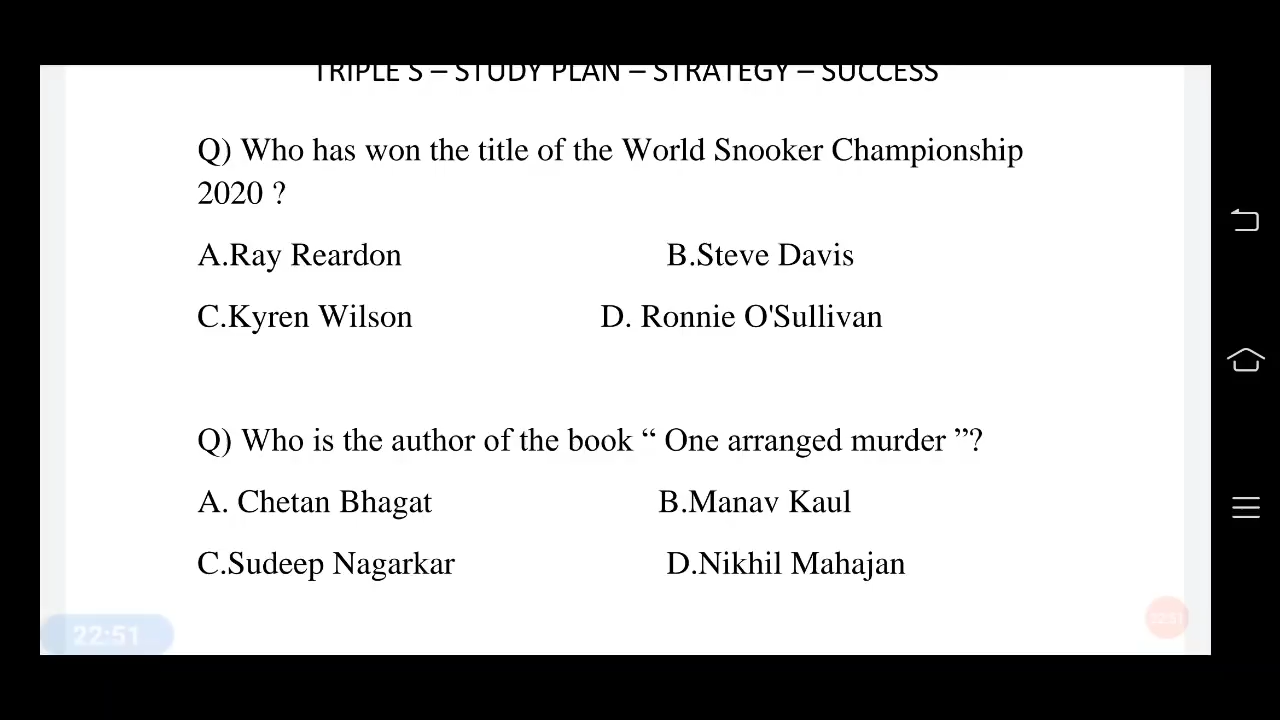 TRIPLE S – STUDY PLAN – STRATEGY – SUCCESS
Q) Who has won the title of the World Snooker Championship
2020 ?
A.Ray Reardon B.Steve Davis
C.Kyren Wilson D. Ronnie O'Sullivan
Q) Who is the author of the book “ One arranged murder ”?
A. Chetan Bhagat B.Manav Kaul
C.Sudeep Nagarkar D.Nikhil Mahajan
22:51 22:51